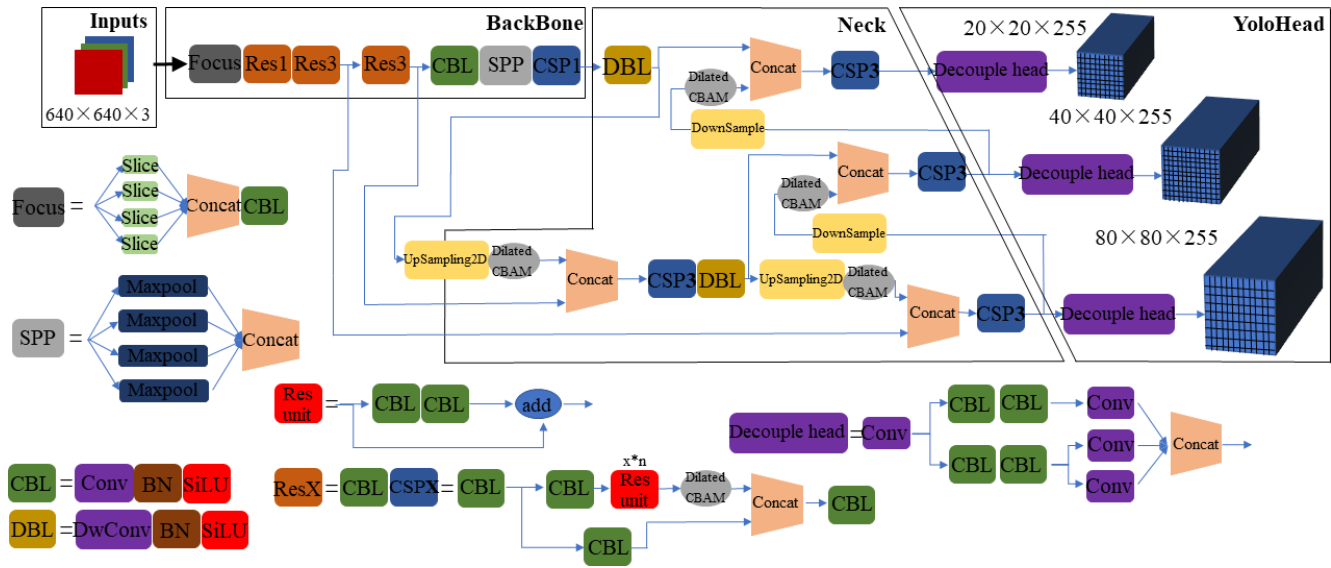 Inputs
640×640×3
BackBone
Focus
Res1
Res3
Res3
CBL
SPP
CSP1
Neck
DBL
Dilated
CBAM
Concat
CSP3
DownSample
Dilated
CBAM
Concat
CSP3
DownSample
UpSampling2D
Dilated
CBAM
Concat
CSP3
DBL
UpSampling2D
Dilated
CBAM
Concat
CSP3
YoloHead
20×20×255
Decouple head
40×40×255
Decouple head
80×80×255
Decouple head
Focus
=
Slice
Slice
Slice
Slice
Concat
CBL
SPP
=
Maxpool
Maxpool
Maxpool
Maxpool
Concat
Res
unit
=
CBL
CBL
add
Decouple head
=
Conv
CBL
CBL
Conv
CBL
CBL
Conv
Conv
Concat
CBL
=
Conv
BN
SiLU
DBL
=
DwConv
BN
SiLU
ResX
=
CBL
CSPX
=
CBL
CBL
x*n
Res
unit
Dilated
CBAM
CBL
Concat
CBL